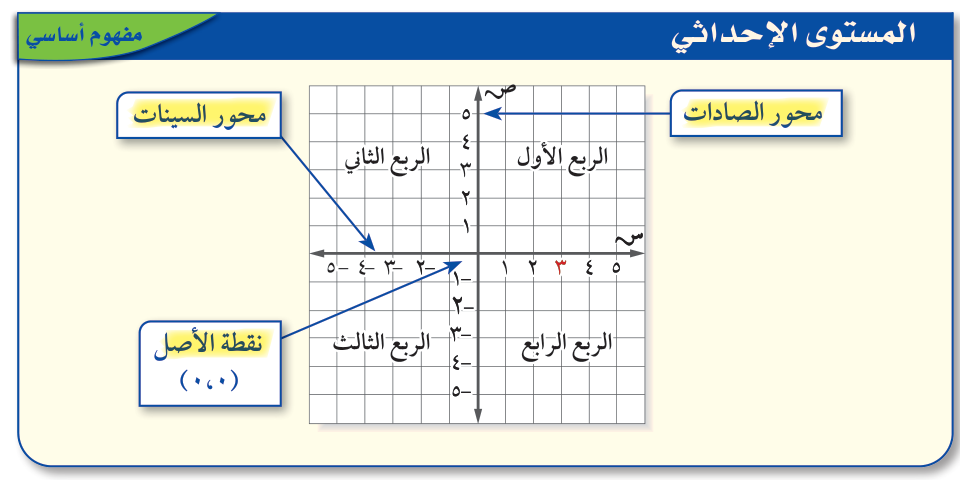 المستوى الإحداثي
مفهوم أساسي
محور الصادات
محور السينات
ص
٥
٤
٣
٢
١
الربع الأول
الربع الثاني
س
−٥ −٤ −٣ −٢ ١ ٢ ٣ ٤ ٥
−١
−٢
−٣
−٤
−٥
الربع الثالث
الربع الرابع
نقطة الأصل
(٠،٠)